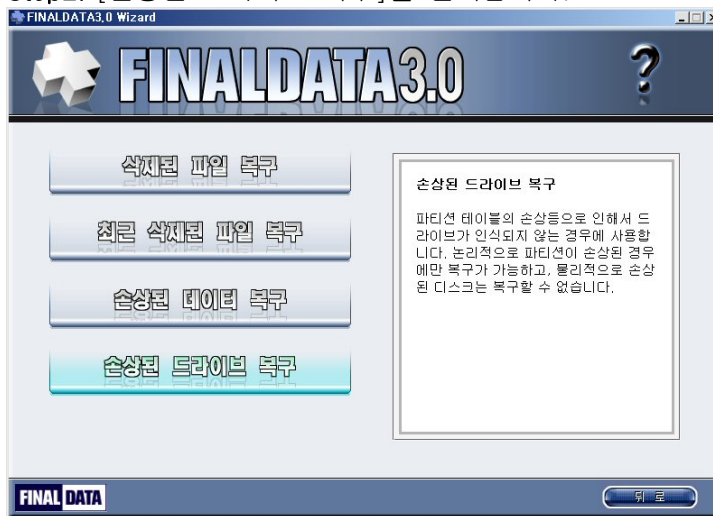 FINALDATA3.0 Wizard
FINALDATA3.0
?
삭제된 파일 복구
최근 삭제된 파일 복구
손상된 데이터 복구
손상된 드라이브 복구
손상된 드라이브 복구
파티션 테이블의 손상등으로 인해서 드
라이브가 인식되지 않는 경우에 사용합
니다. 논리적으로 파티션이 손상된 경우
에만 복구가 가능하고, 물리적으로 손상
된 디스크는 복구할 수 없습니다.
FINAL DATA
뒤 로